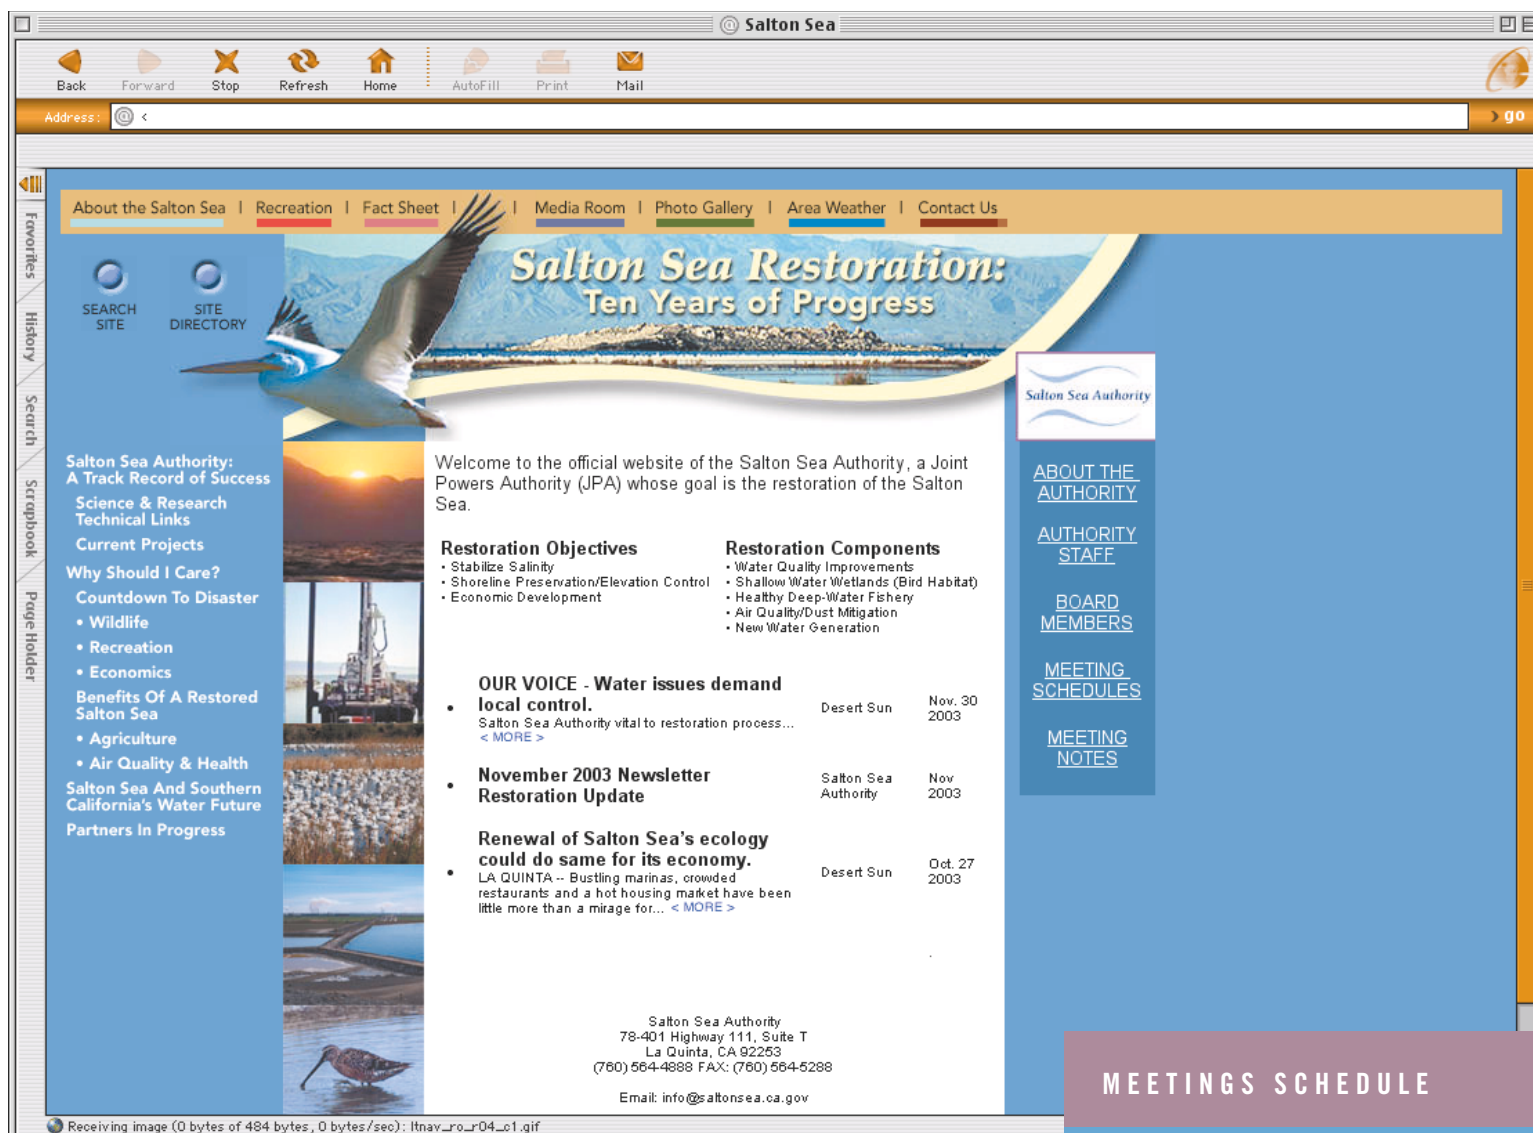 @ Salton Sea
Back Forward Stop Refresh Home AutoFill Print Mail
Address: @ < > go
Favorites
History
Search
Scrapbook
Page Holder
About the Salton Sea | Recreation | Fact Sheet | | Media Room | Photo Gallery | Area Weather | Contact Us
SEARCH
SITE
SITE
DIRECTORY
Salton Sea Restoration:
Ten Years of Progress
Salton Sea Authority:
A Track Record of Success
Science & Research
Technical Links
Current Projects
Why Should I Care?
Countdown To Disaster
• Wildlife
• Recreation
• Economics
Benefits Of A Restored
Salton Sea
• Agriculture
• Air Quality & Health
Salton Sea And Southern
California's Water Future
Partners In Progress
Welcome to the official website of the Salton Sea Authority, a Joint
Powers Authority (JPA) whose goal is the restoration of the Salton
Sea.
Restoration Objectives
• Stabilize Salinity
• Shoreline Preservation/Elevation Control
• Economic Development
Restoration Components
• Water Quality Improvements
• Shallow Water Wetlands (Bird Habitat)
• Healthy Deep-Water Fishery
• Air Quality/Dust Mitigation
• New Water Generation
• OUR VOICE - Water issues demand
local control.
Salton Sea Authority vital to restoration process...
< MORE >
Desert Sun
Nov. 30
2003
• November 2003 Newsletter
Restoration Update
Salton Sea
Authority
Nov
2003
• Renewal of Salton Sea's ecology
could do same for its economy.
LA QUINTA -- Bustling marinas, crowded
restaurants and a hot housing market have been
little more than a mirage for... < MORE >
Desert Sun
Oct. 27
2003
.
Salton Sea Authority
78-401 Highway 111, Suite T
La Quinta, CA 92253
(760) 564-4888 FAX: (760) 564-5288
Email: info@saltonsea.ca.gov
Salton Sea Authority
ABOUT THE
AUTHORITY
AUTHORITY
STAFF
BOARD
MEMBERS
MEETING
SCHEDULES
MEETING
NOTES
MEETINGS SCHEDULE
Receiving image (0 bytes of 484 bytes, 0 bytes/sec): ltnav_ro_r04_c1.gif